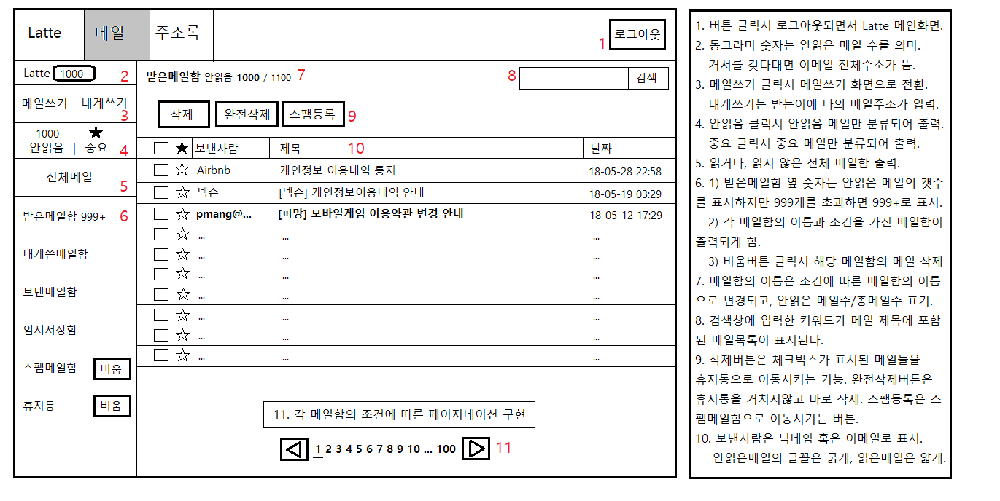 Latte 메일 주소록
1 로그아웃
Latte 1000 2
메일쓰기 내게쓰기
3
1000 ★
안읽음 | 중요 4
전체메일
5
받은메일함 999+ 6
내게쓴메일함
보낸메일함
임시저장함
스팸메일함 비움
휴지통 비움
받은메일함 안읽음 1000 / 1100 7
8 검색
삭제 완전삭제 스팸등록 9
★ 보낸사람 제목 10 날짜
☆ Airbnb 개인정보 이용내역 통지 18-05-28 22:58
☆ 넥슨 [넥슨] 개인정보이용내역 안내 18-05-19 03:29
☆ pmang@... [피망] 모바일게임 이용약관 변경 안내 18-05-12 17:29
☆ ... ... ...
☆ ... ... ...
☆ ... ... ...
☆ ... ... ...
☆ ... ... ...
☆ ... ... ...
☆ ... ... ...
11. 각 메일함의 조건에 따른 페이지네이션 구현
1 2 3 4 5 6 7 8 9 10 ... 100 11
1. 버튼 클릭시 로그아웃되면서 Latte 메인화면.
2. 동그라미 숫자는 안읽은 메일 수를 의미.
커서를 갖다대면 이메일 전체주소가 뜸.
3. 메일쓰기 클릭시 메일쓰기 화면으로 전환.
내게쓰기는 받는이에 나의 메일주소가 입력.
4. 안읽음 클릭시 안읽음 메일만 분류되어 출력.
중요 클릭시 중요 메일만 분류되어 출력.
5. 읽거나, 읽지 않은 전체 메일함 출력.
6. 1) 받은메일함 옆 숫자는 안읽은 메일의 갯수
를 표시하지만 999개를 초과하면 999+로 표시.
2) 각 메일함의 이름과 조건을 가진 메일함이
출력되게 함.
3) 비움버튼 클릭시 해당 메일함의 메일 삭제
7. 메일함의 이름은 조건에 따른 메일함의 이름
으로 변경되고, 안읽은 메일수/총메일수 표기.
8. 검색창에 입력한 키워드가 메일 제목에 포함
된 메일목록이 표시된다.
9. 삭제버튼은 체크박스가 표시된 메일들을
휴지통으로 이동시키는 기능. 완전삭제버튼은
휴지통을 거치지않고 바로 삭제. 스팸등록은 스
팸메일함으로 이동시키는 버튼.
10. 보낸사람은 닉네임 혹은 이메일로 표시.
안읽은메일의 글꼴은 굵게, 읽은메일은 얇게.